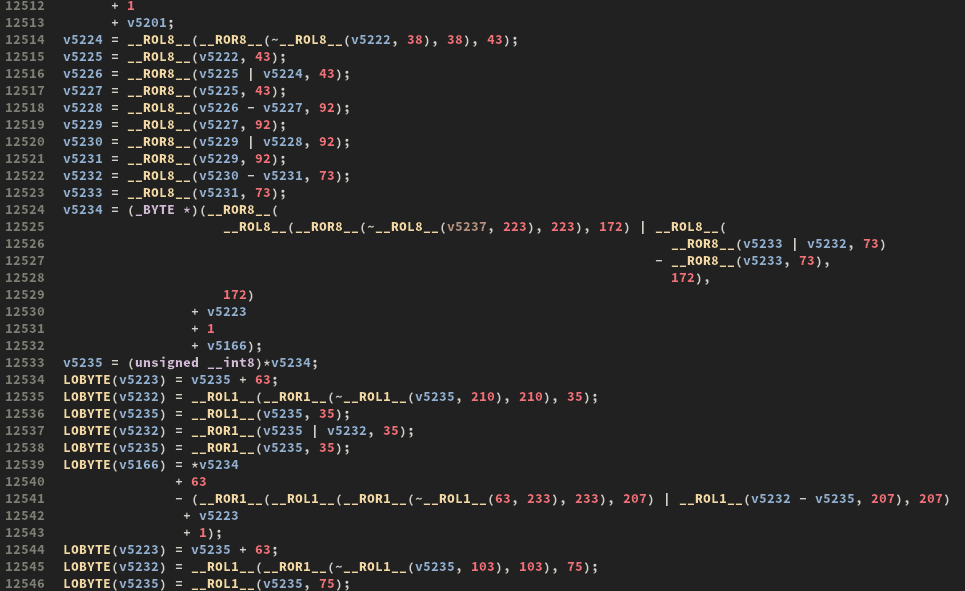 12512         + 1
12513         + v5201;
12514   v5224 = __ROL8__(__ROR8__(~__ROL8__(v5222, 38), 38), 43);
12515   v5225 = __ROL8__(v5222, 43);
12516   v5226 = __ROR8__(v5225 | v5224, 43);
12517   v5227 = __ROR8__(v5225, 43);
12518   v5228 = __ROL8__(v5226 - v5227, 92);
12519   v5229 = __ROL8__(v5227, 92);
12520   v5230 = __ROR8__(v5229 | v5228, 92);
12521   v5231 = __ROR8__(v5229, 92);
12522   v5232 = __ROL8__(v5230 - v5231, 73);
12523   v5233 = __ROL8__(v5231, 73);
12524   v5234 = (_BYTE *)(__ROR8__(
12525                       __ROL8__(__ROR8__(~__ROL8__(v5237, 223), 223), 172) | __ROL8__(
12526                                                                               __ROR8__(v5233 | v5232, 73)
12527                                                                             - __ROR8__(v5233, 73),
12528                                                                               172),
12529                       172)
12530                   + v5223
12531                   + 1
12532                   + v5166);
12533   v5235 = (unsigned __int8)*v5234;
12534   LOBYTE(v5223) = v5235 + 63;
12535   LOBYTE(v5232) = __ROL1__(__ROR1__(~__ROL1__(v5235, 210), 210), 35);
12536   LOBYTE(v5235) = __ROL1__(v5235, 35);
12537   LOBYTE(v5232) = __ROR1__(v5235 | v5232, 35);
12538   LOBYTE(v5235) = __ROR1__(v5235, 35);
12539   LOBYTE(v5166) = *v5234
12540                 + 63
12541                 - (__ROR1__(__ROL1__(__ROR1__(~__ROL1__(63, 233), 233), 207) | __ROL1__(v5232 - v5235, 207), 207)
12542                  + v5223
12543                  + 1);
12544   LOBYTE(v5223) = v5235 + 63;
12545   LOBYTE(v5232) = __ROL1__(__ROR1__(~__ROL1__(v5235, 103), 103), 75);
12546   LOBYTE(v5235) = __ROL1__(v5235, 75);